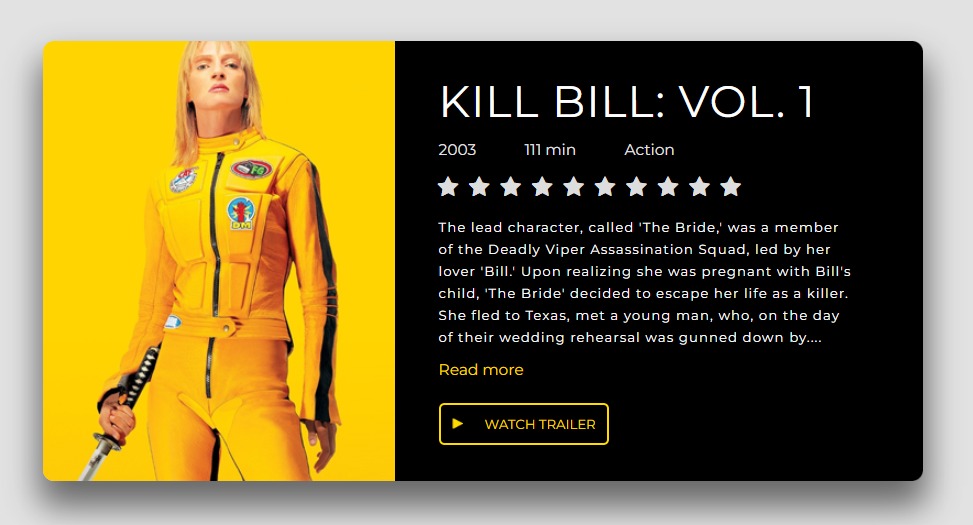 KILL BILL: VOL. 1
2003 111 min Action
The lead character, called 'The Bride,' was a member
of the Deadly Viper Assassination Squad, led by her
lover 'Bill.' Upon realizing she was pregnant with Bill's
child, 'The Bride' decided to escape her life as a killer.
She fled to Texas, met a young man, who, on the day
of their wedding rehearsal was gunned down by....
Read more
WATCH TRAILER